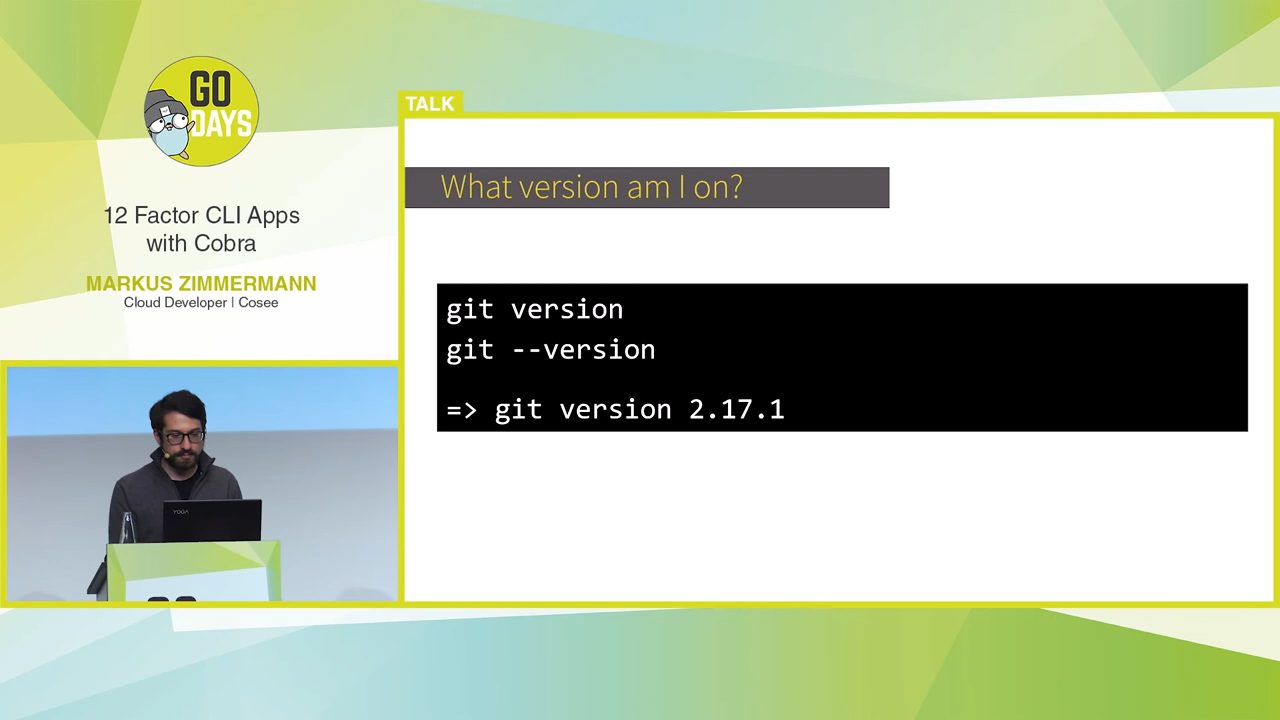 GO
DAYS
12 Factor CLI Apps
with Cobra
MARKUS ZIMMERMANN
Cloud Developer | Cosee
TALK
What version am I on?
git version
git --version
=> git version 2.17.1
YOGA